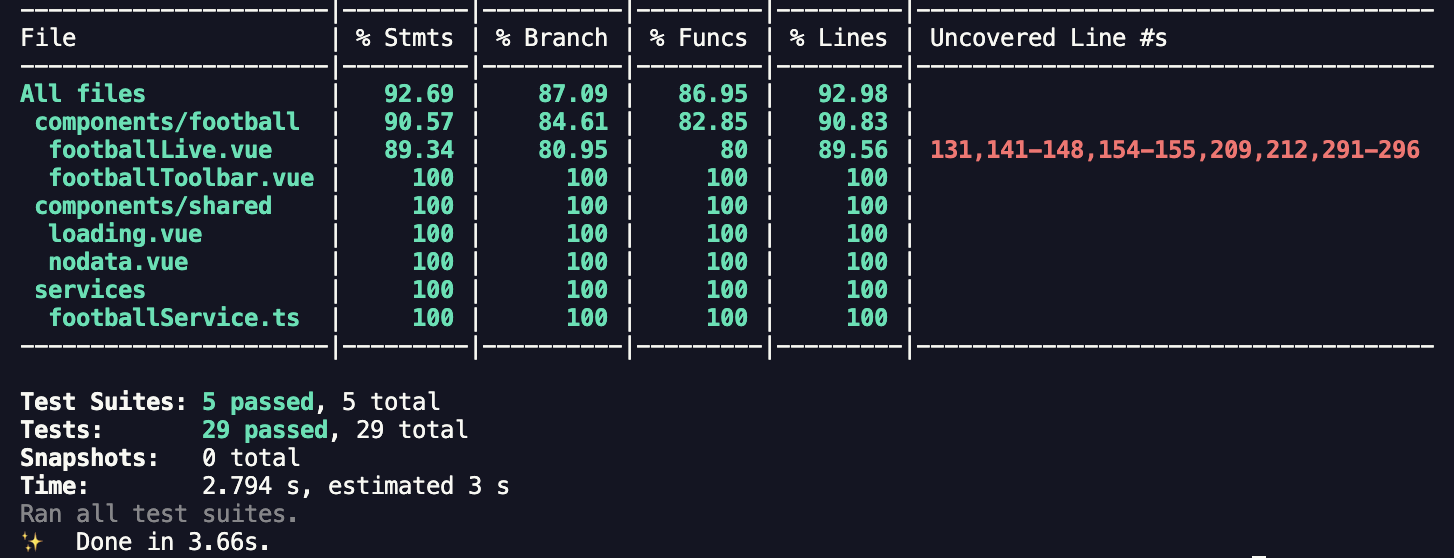 File | % Stmts | % Branch | % Funcs | % Lines | Uncovered Line #s
All files | 92.69 | 87.09 | 86.95 | 92.98 |
components/football | 90.57 | 84.61 | 82.85 | 90.83 |
footballLive.vue | 89.34 | 80.95 | 80 | 89.56 | 131,141-148,154-155,209,212,291-296
footballToolbar.vue | 100 | 100 | 100 | 100 |
components/shared | 100 | 100 | 100 | 100 |
loading.vue | 100 | 100 | 100 | 100 |
nodata.vue | 100 | 100 | 100 | 100 |
services | 100 | 100 | 100 | 100 |
footballService.ts | 100 | 100 | 100 | 100 |
Test Suites: 5 passed, 5 total
Tests: 29 passed, 29 total
Snapshots: 0 total
Time: 2.794 s, estimated 3 s
Ran all test suites.
✨ Done in 3.66s.